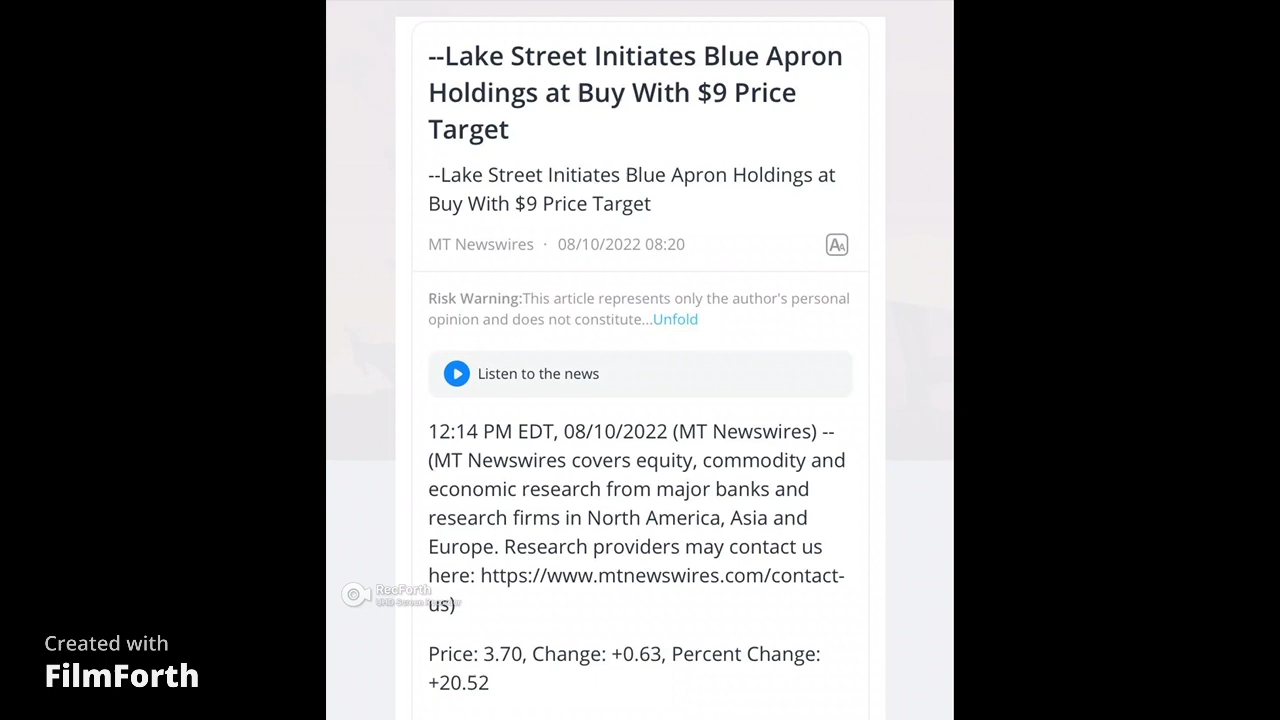 --Lake Street Initiates Blue Apron
Holdings at Buy With $9 Price
Target
--Lake Street Initiates Blue Apron Holdings at
Buy With $9 Price Target
MT Newswires · 08/10/2022 08:20
AA
Risk Warning:This article represents only the author's personal
opinion and does not constitute...Unfold
Listen to the news
12:14 PM EDT, 08/10/2022 (MT Newswires) --
(MT Newswires covers equity, commodity and
economic research from major banks and
research firms in North America, Asia and
Europe. Research providers may contact us
here: https://www.mtnewswires.com/contact-
us)
RecForth
Price: 3.70, Change: +0.63, Percent Change:
+20.52
Created with
FilmForth